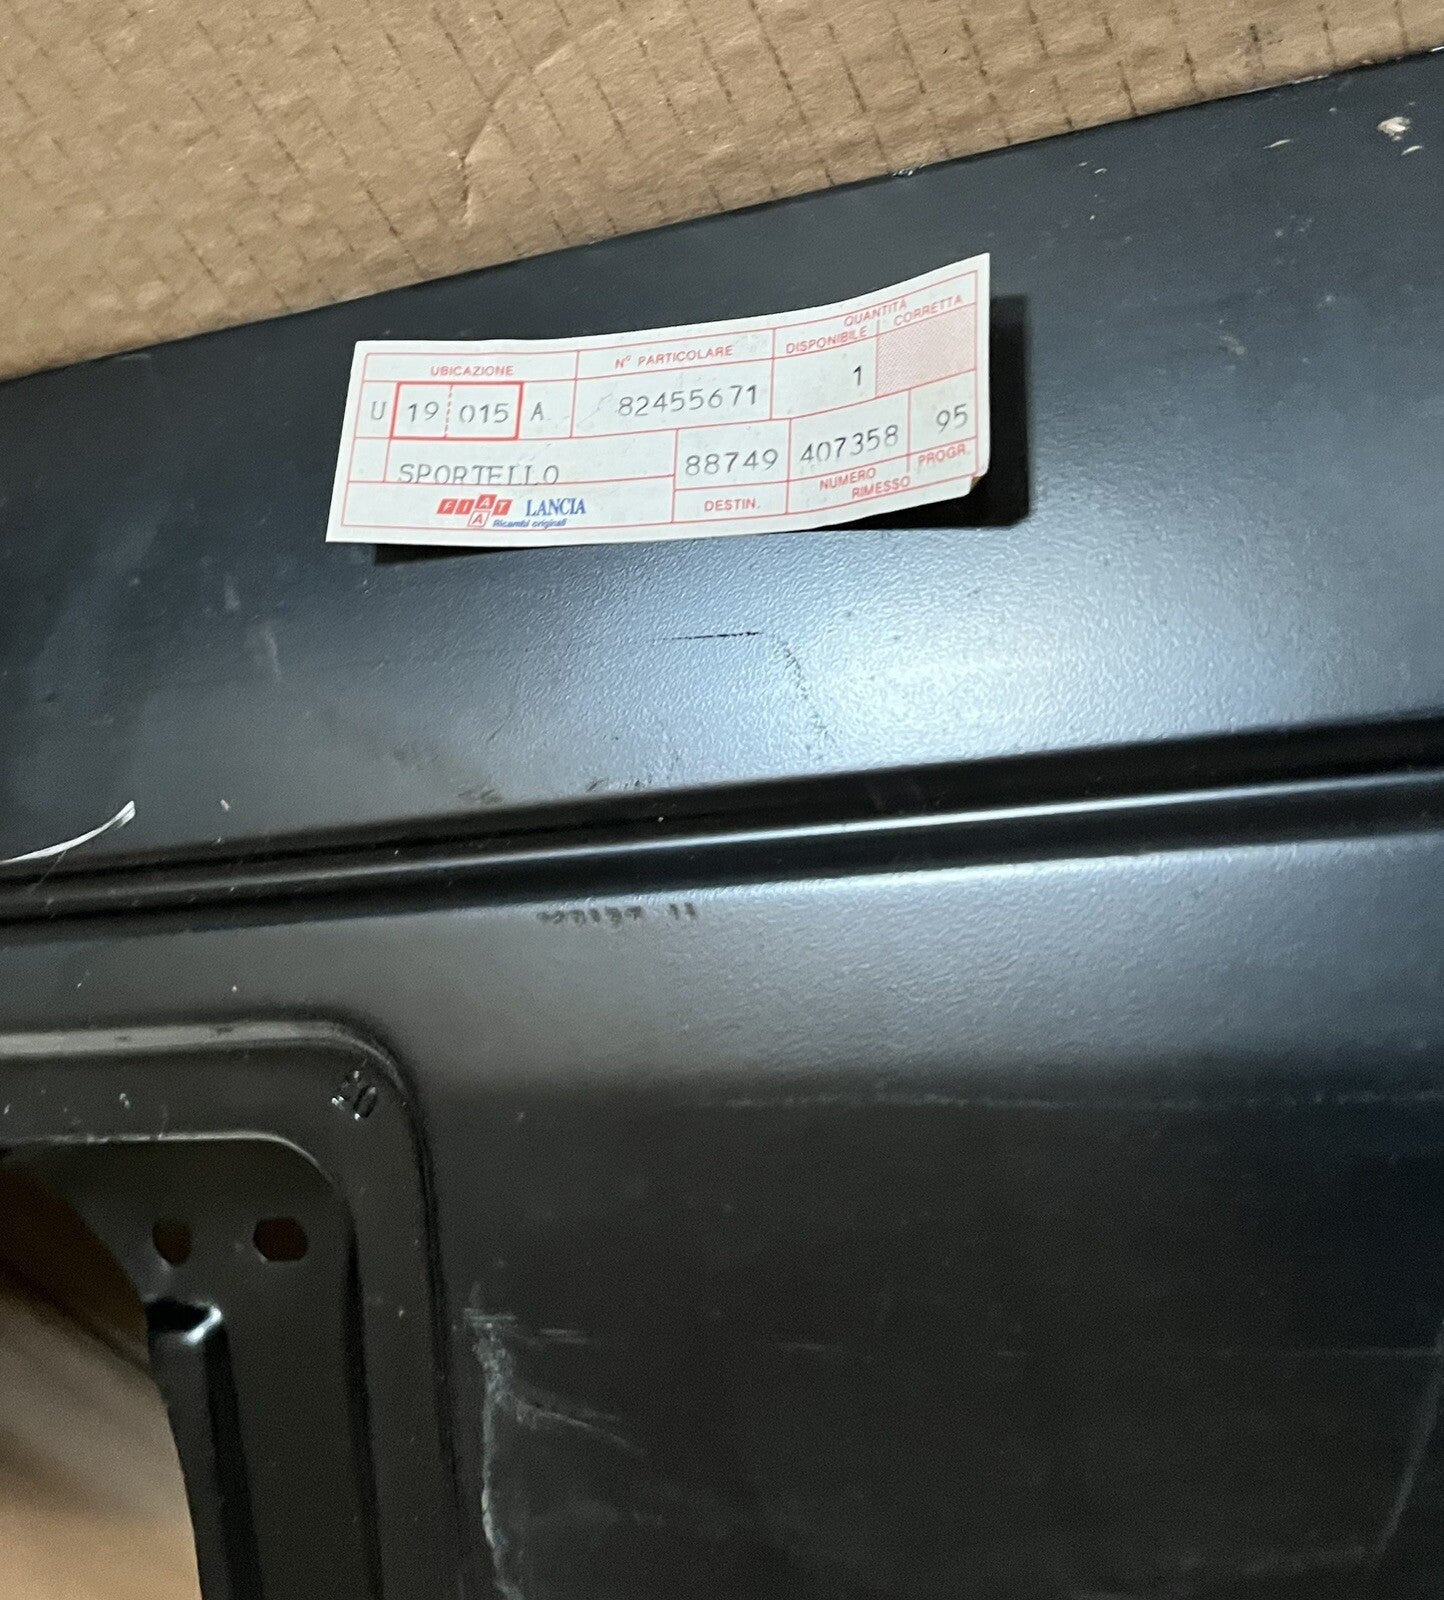 UBICAZIONE
N° PARTICOLARE
QUANTITÀ
DISPONIBILE
CORRETTA
U 19 015 A
82455671
1
SPORTELLO
88749
407358
95
DESTIN.
NUMERO
RIMESSO
PROGR.
FIAT LANCIA
A Ricambi originali